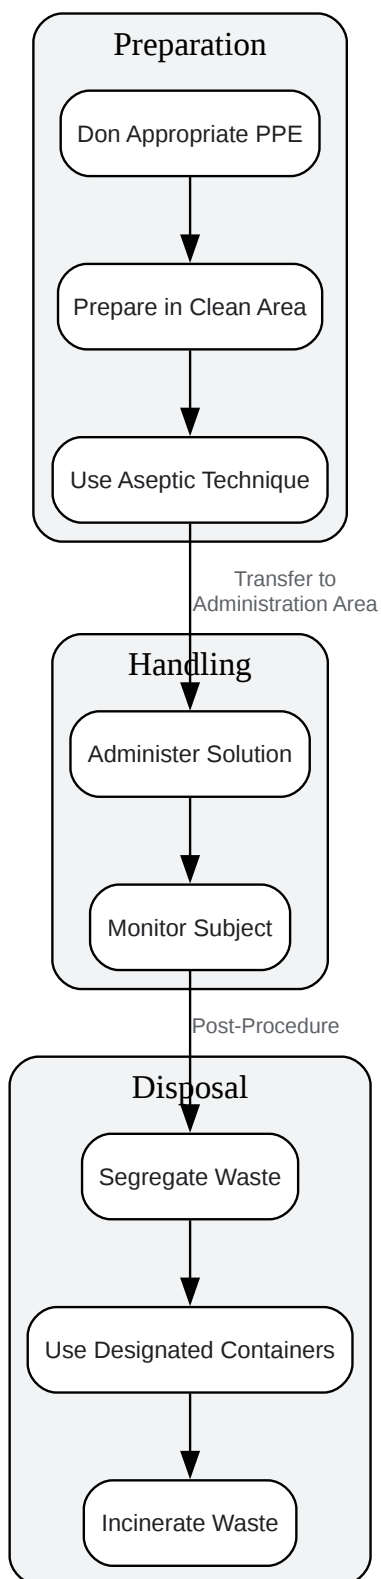 Preparation
Don Appropriate PPE
Prepare in Clean Area
Use Aseptic Technique
Transfer to
Administration Area
Handling
Administer Solution
Monitor Subject
Post-Procedure
Disposal
Segregate Waste
Use Designated Containers
Incinerate Waste